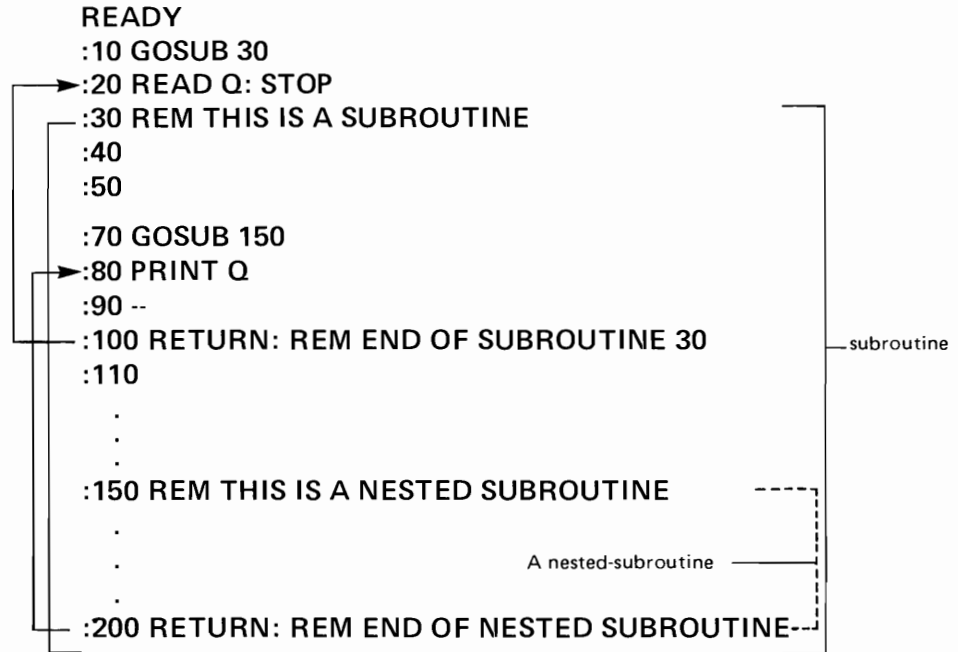 READY
:10 GOSUB 30
:20 READ Q: STOP
:30 REM THIS IS A SUBROUTINE
:40
:50
:70 GOSUB 150
:80 PRINT Q
:90 --
:100 RETURN: REM END OF SUBROUTINE 30
subroutine
:110
.
.
.
:150 REM THIS IS A NESTED SUBROUTINE
.
.
A nested-subroutine
.
:200 RETURN: REM END OF NESTED SUBROUTINE